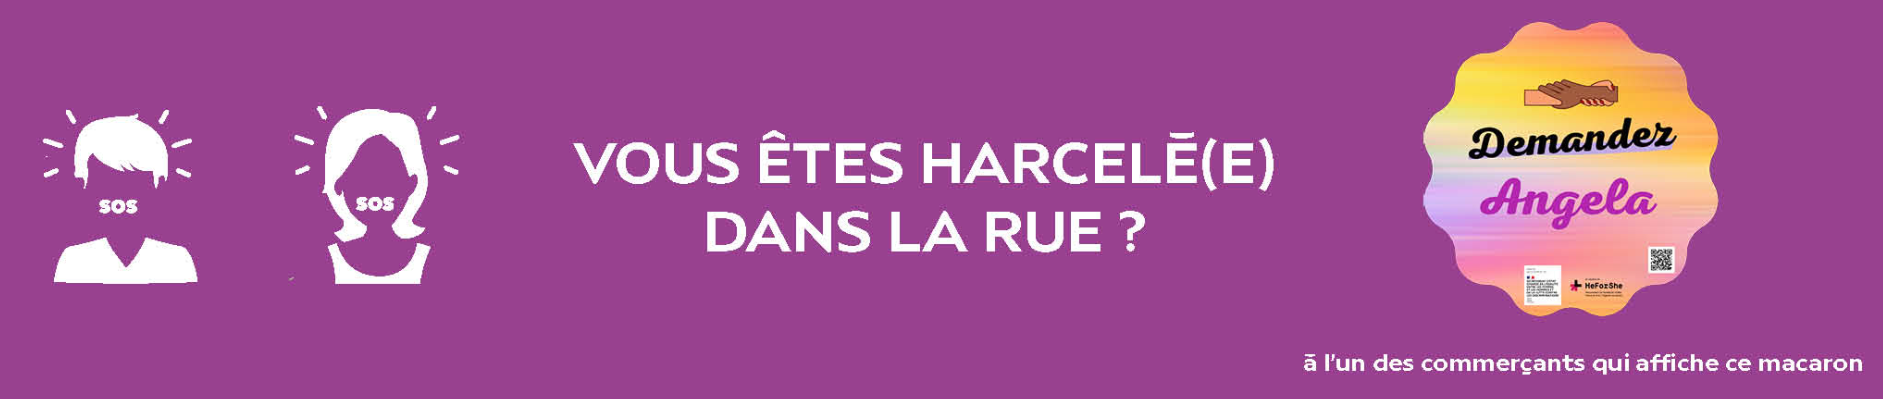 sos
sos
VOUS ÊTES HARCELĒ(E)
DANS LA RUE ?
Demandez
Angela
HeForShe
ā l'un des commerçants qui affiche ce macaron